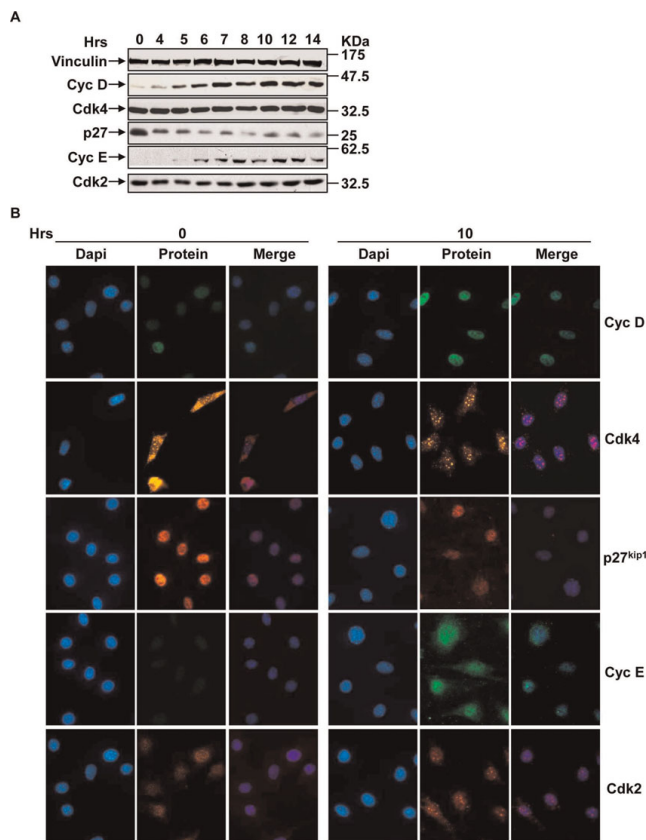 A
Hrs 0 4 5 6 7 8 10 12 14 KDa
Vinculin 175
Cyc D 47.5
Cdk4 32.5
p27 25
Cyc E 62.5
Cdk2 32.5
B
Hrs 0 10
Dapi Protein Merge Dapi Protein Merge
Cyc D
Cdk4
p27kip1
Cyc E
Cdk2